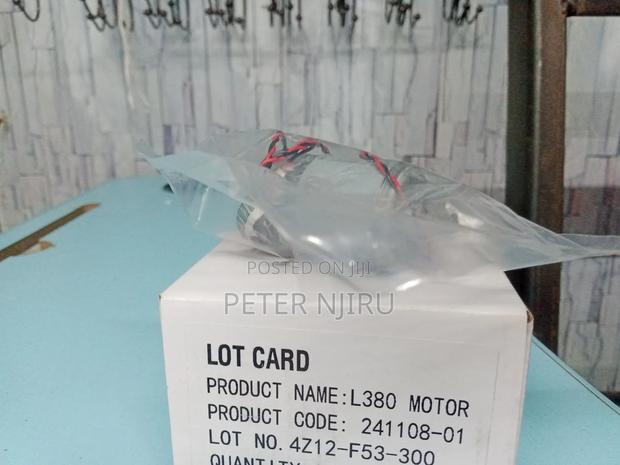 POSTED ON JIJI
PETER NJIRU
LOT CARD
PRODUCT NAME:L380 MOTOR
PRODUCT CODE: 241108-01
LOT NO.4Z12-F53-300
QUANTITY